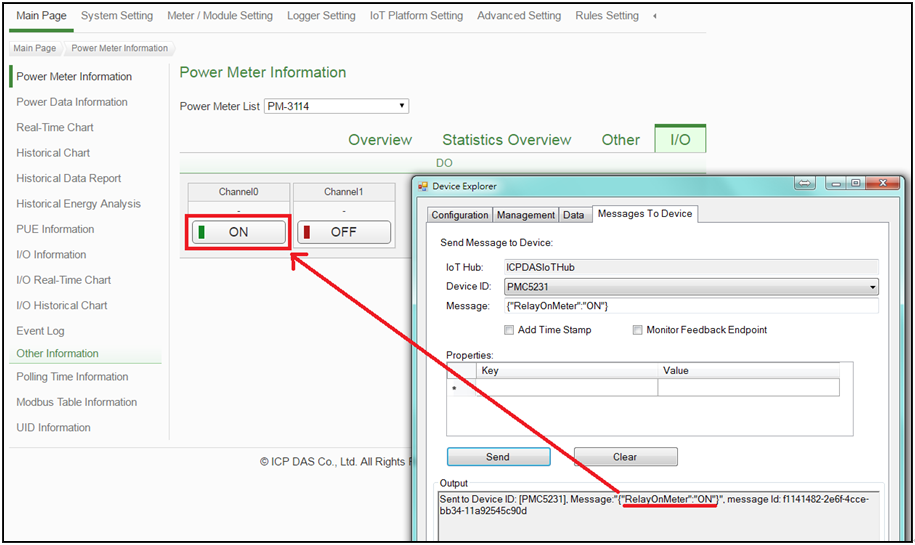 Main Page System Setting Meter / Module Setting Logger Setting IoT Platform Setting Advanced Setting Rules Setting
Main Page Power Meter Information
Power Meter Information
Power Data Information
Real-Time Chart
Historical Chart
Historical Data Report
Historical Energy Analysis
PUE Information
I/O Information
I/O Real-Time Chart
I/O Historical Chart
Event Log
Other Information
Polling Time Information
Modbus Table Information
UID Information
Power Meter Information
Power Meter List PM-3114
Overview Statistics Overview Other I/O
DO
Channel0 Channel1
- -
ON OFF
© ICP DAS Co., Ltd. All Rights
Device Explorer
Configuration Management Data Messages To Device
Send Message to Device:
IoT Hub: ICPDASIoTHub
Device ID: PMC5231
Message: {"RelayOnMeter":"ON"}
Add Time Stamp Monitor Feedback Endpoint
Properties:
Key Value
*
Send Clear
Output
Sent to Device ID: [PMC5231], Message:"{"RelayOnMeter":"ON"}", message Id: f1141482-2e6f-4cce-
bb34-11a92545c90d